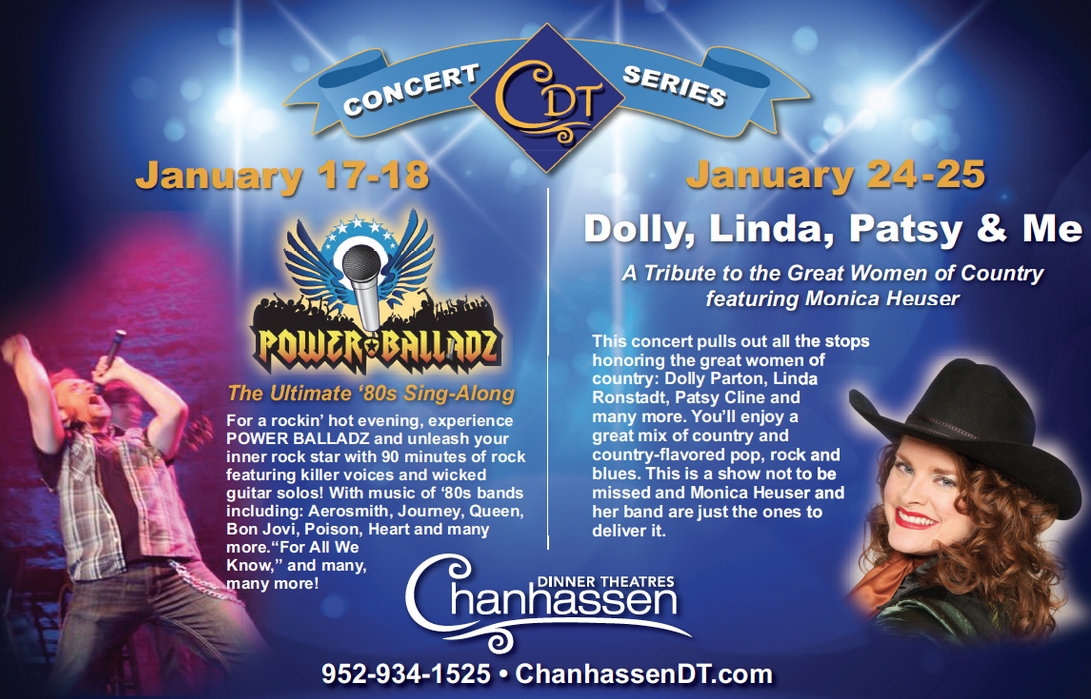 CONCERT CDT SERIES
January 17-18
POWER BALLADZ
The Ultimate ‘80s Sing-Along
For a rockin’ hot evening, experience
POWER BALLADZ and unleash your
inner rock star with 90 minutes of rock
featuring killer voices and wicked
guitar solos! With music of ‘80s bands
including: Aerosmith, Journey, Queen,
Bon Jovi, Poison, Heart and many
more.“For All We
Know,” and many,
many more!
January 24-25
Dolly, Linda, Patsy & Me
A Tribute to the Great Women of Country
featuring Monica Heuser
This concert pulls out all the stops
honoring the great women of
country: Dolly Parton, Linda
Ronstadt, Patsy Cline and
many more. You’ll enjoy a
great mix of country and
country-flavored pop, rock and
blues. This is a show not to be
missed and Monica Heuser and
her band are just the ones to
deliver it.
DINNER THEATRES
Chanhassen
952-934-1525 • ChanhassenDT.com